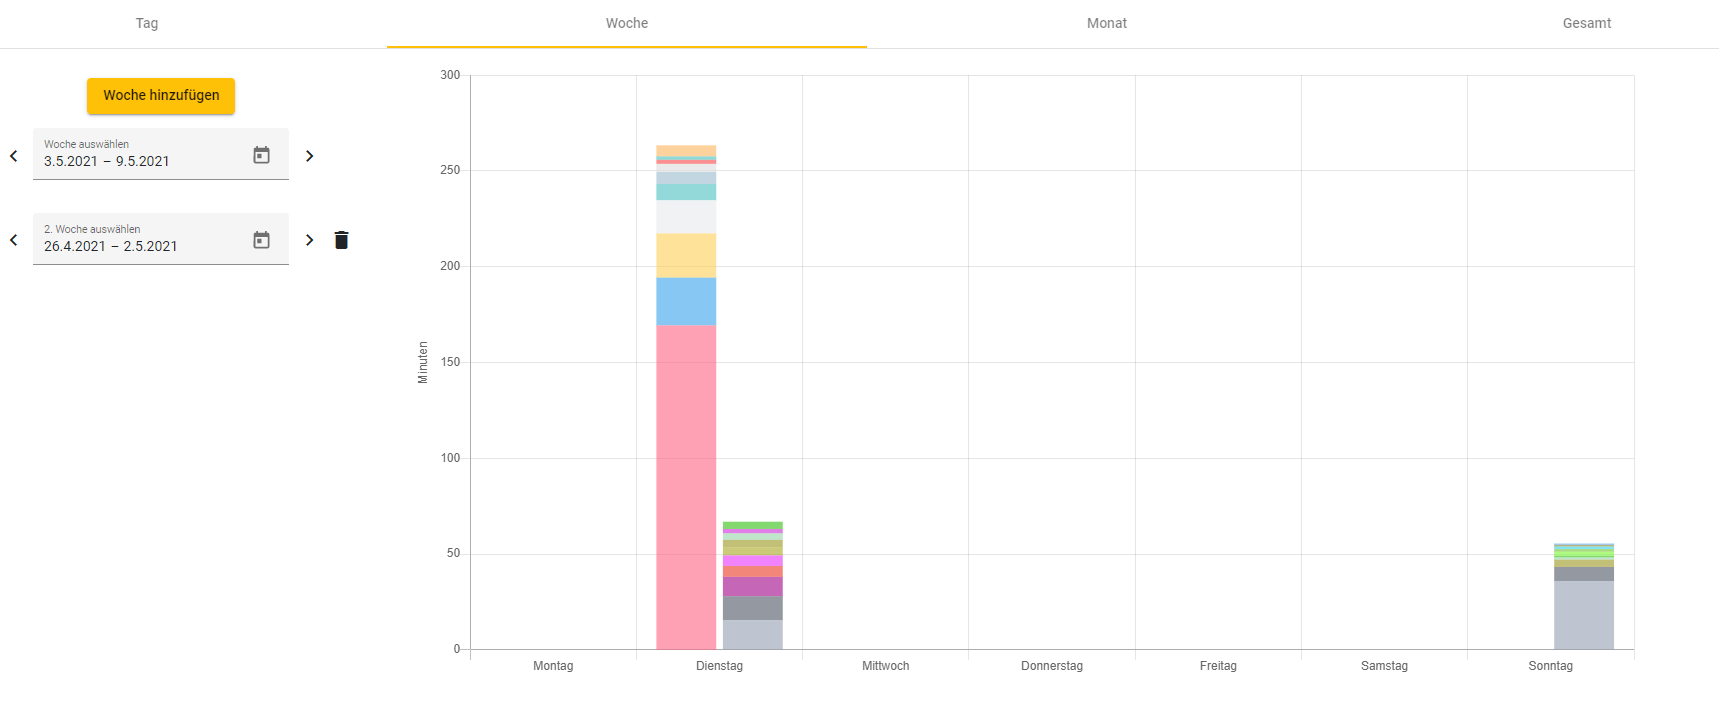 Tag
Woche
Monat
Gesamt
Woche hinzufügen
Woche auswählen
3.5.2021 – 9.5.2021
2. Woche auswählen
26.4.2021 – 2.5.2021
Minuten
300
250
200
150
100
50
0
Montag
Dienstag
Mittwoch
Donnerstag
Freitag
Samstag
Sonntag